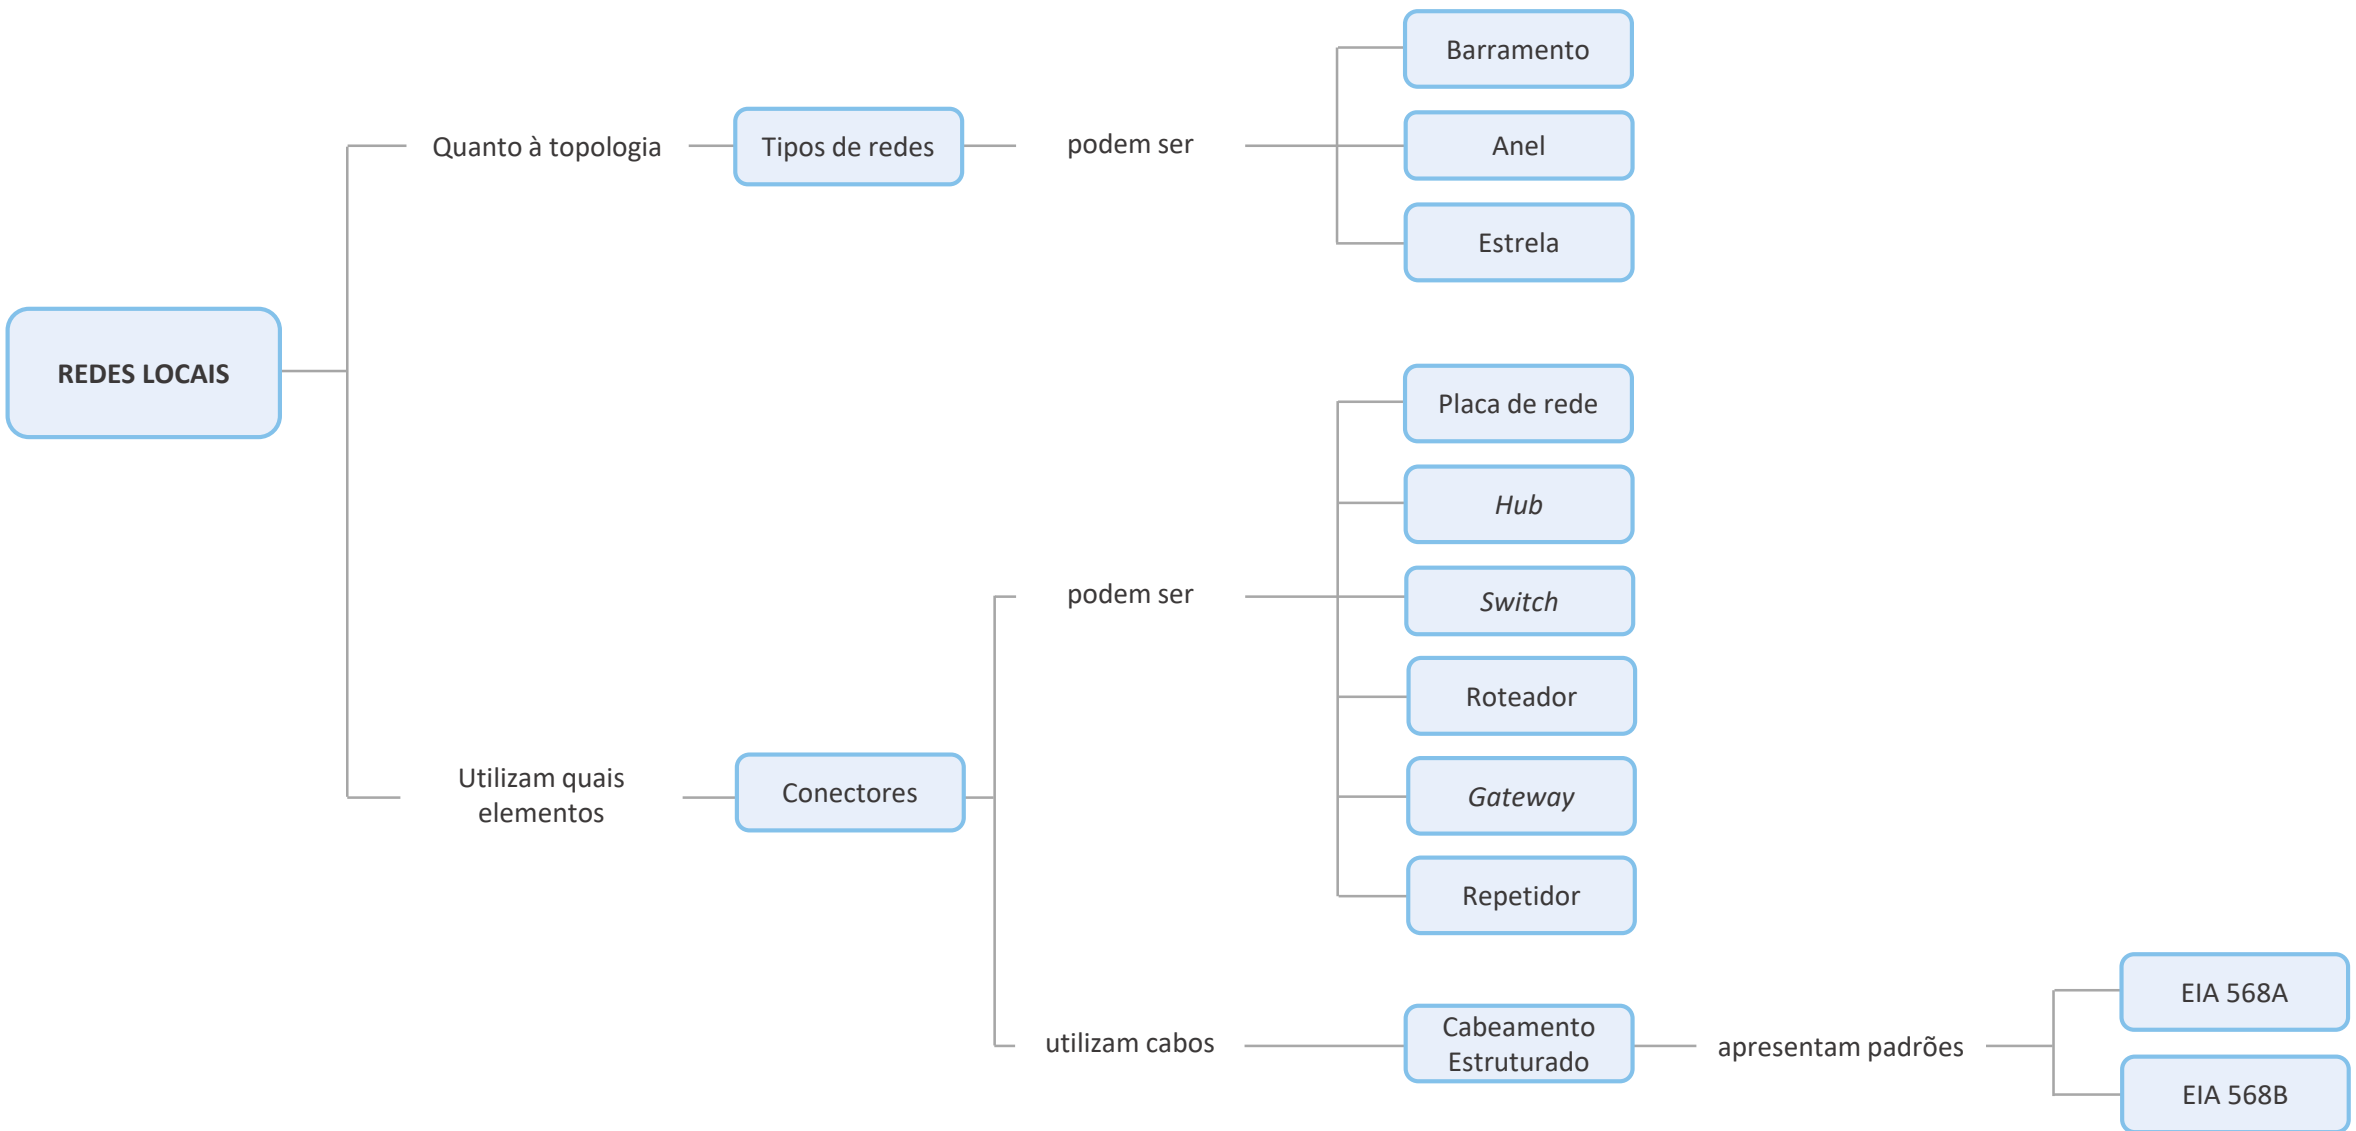 REDES LOCAIS
Quanto à topologia
Tipos de redes
podem ser
Barramento
Anel
Estrela
Utilizam quais
elementos
Conectores
podem ser
Placa de rede
Hub
Switch
Roteador
Gateway
Repetidor
utilizam cabos
Cabeamento
Estruturado
apresentam padrões
EIA 568A
EIA 568B